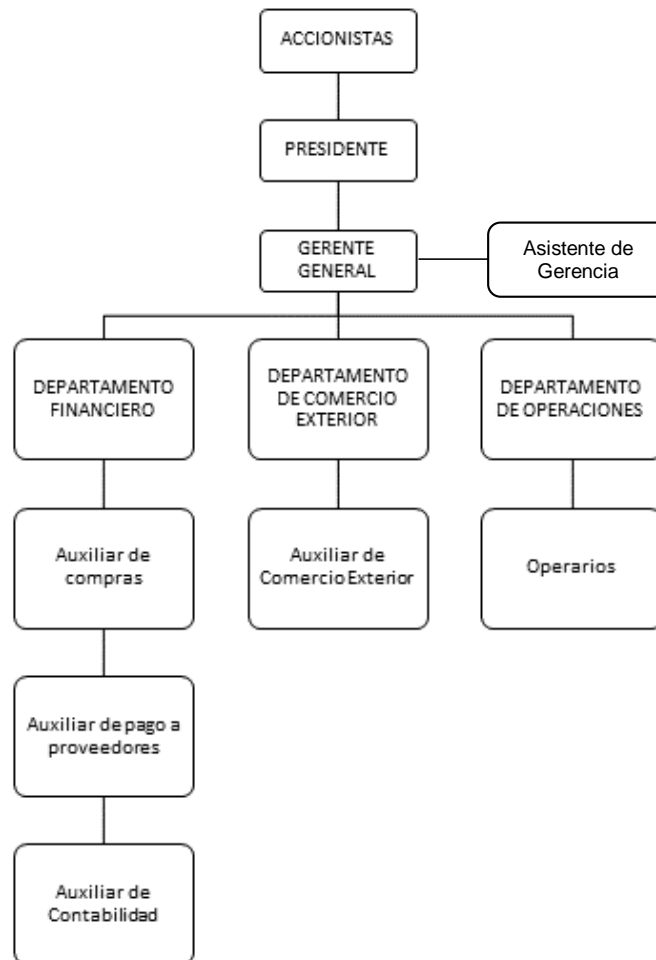 ACCIONISTAS
PRESIDENTE
GERENTE
GENERAL
Asistente de
Gerencia
DEPARTAMENTO
FINANCIERO
DEPARTAMENTO
DE COMERCIO
EXTERIOR
DEPARTAMENTO
DE OPERACIONES
Auxiliar de
compras
Auxiliar de
Comercio Exterior
Operarios
Auxiliar de pago a
proveedores
Auxiliar de
Contabilidad